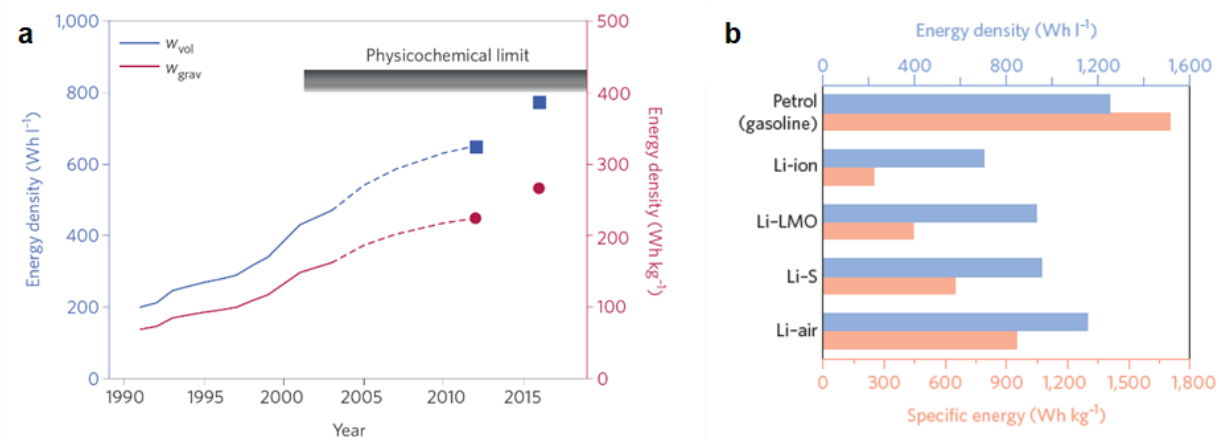 a
1,000
800
600
400
200
0
Energy density (Wh l⁻¹)
w_vol
w_grav
Physicochemical limit
500
400
300
200
100
0
Energy density (Wh kg⁻¹)
1990 1995 2000 2005 2010 2015
Year
b
Energy density (Wh l⁻¹)
0 400 800 1,200 1,600
Petrol
(gasoline)
Li-ion
Li–LMO
Li–S
Li–air
0 300 600 900 1,200 1,500 1,800
Specific energy (Wh kg⁻¹)